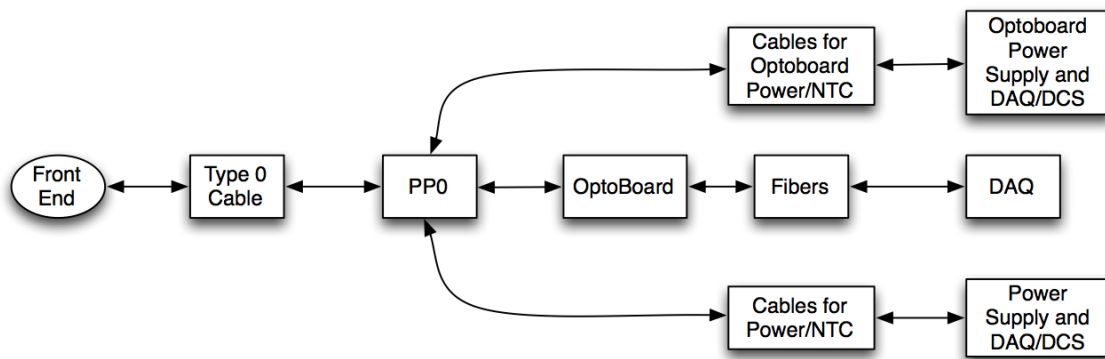 Cables for
Optoboard
Power/NTC
Optoboard
Power
Supply and
DAQ/DCS
Front
End
Type 0
Cable
PP0
OptoBoard
Fibers
DAQ
Cables for
Power/NTC
Power
Supply and
DAQ/DCS